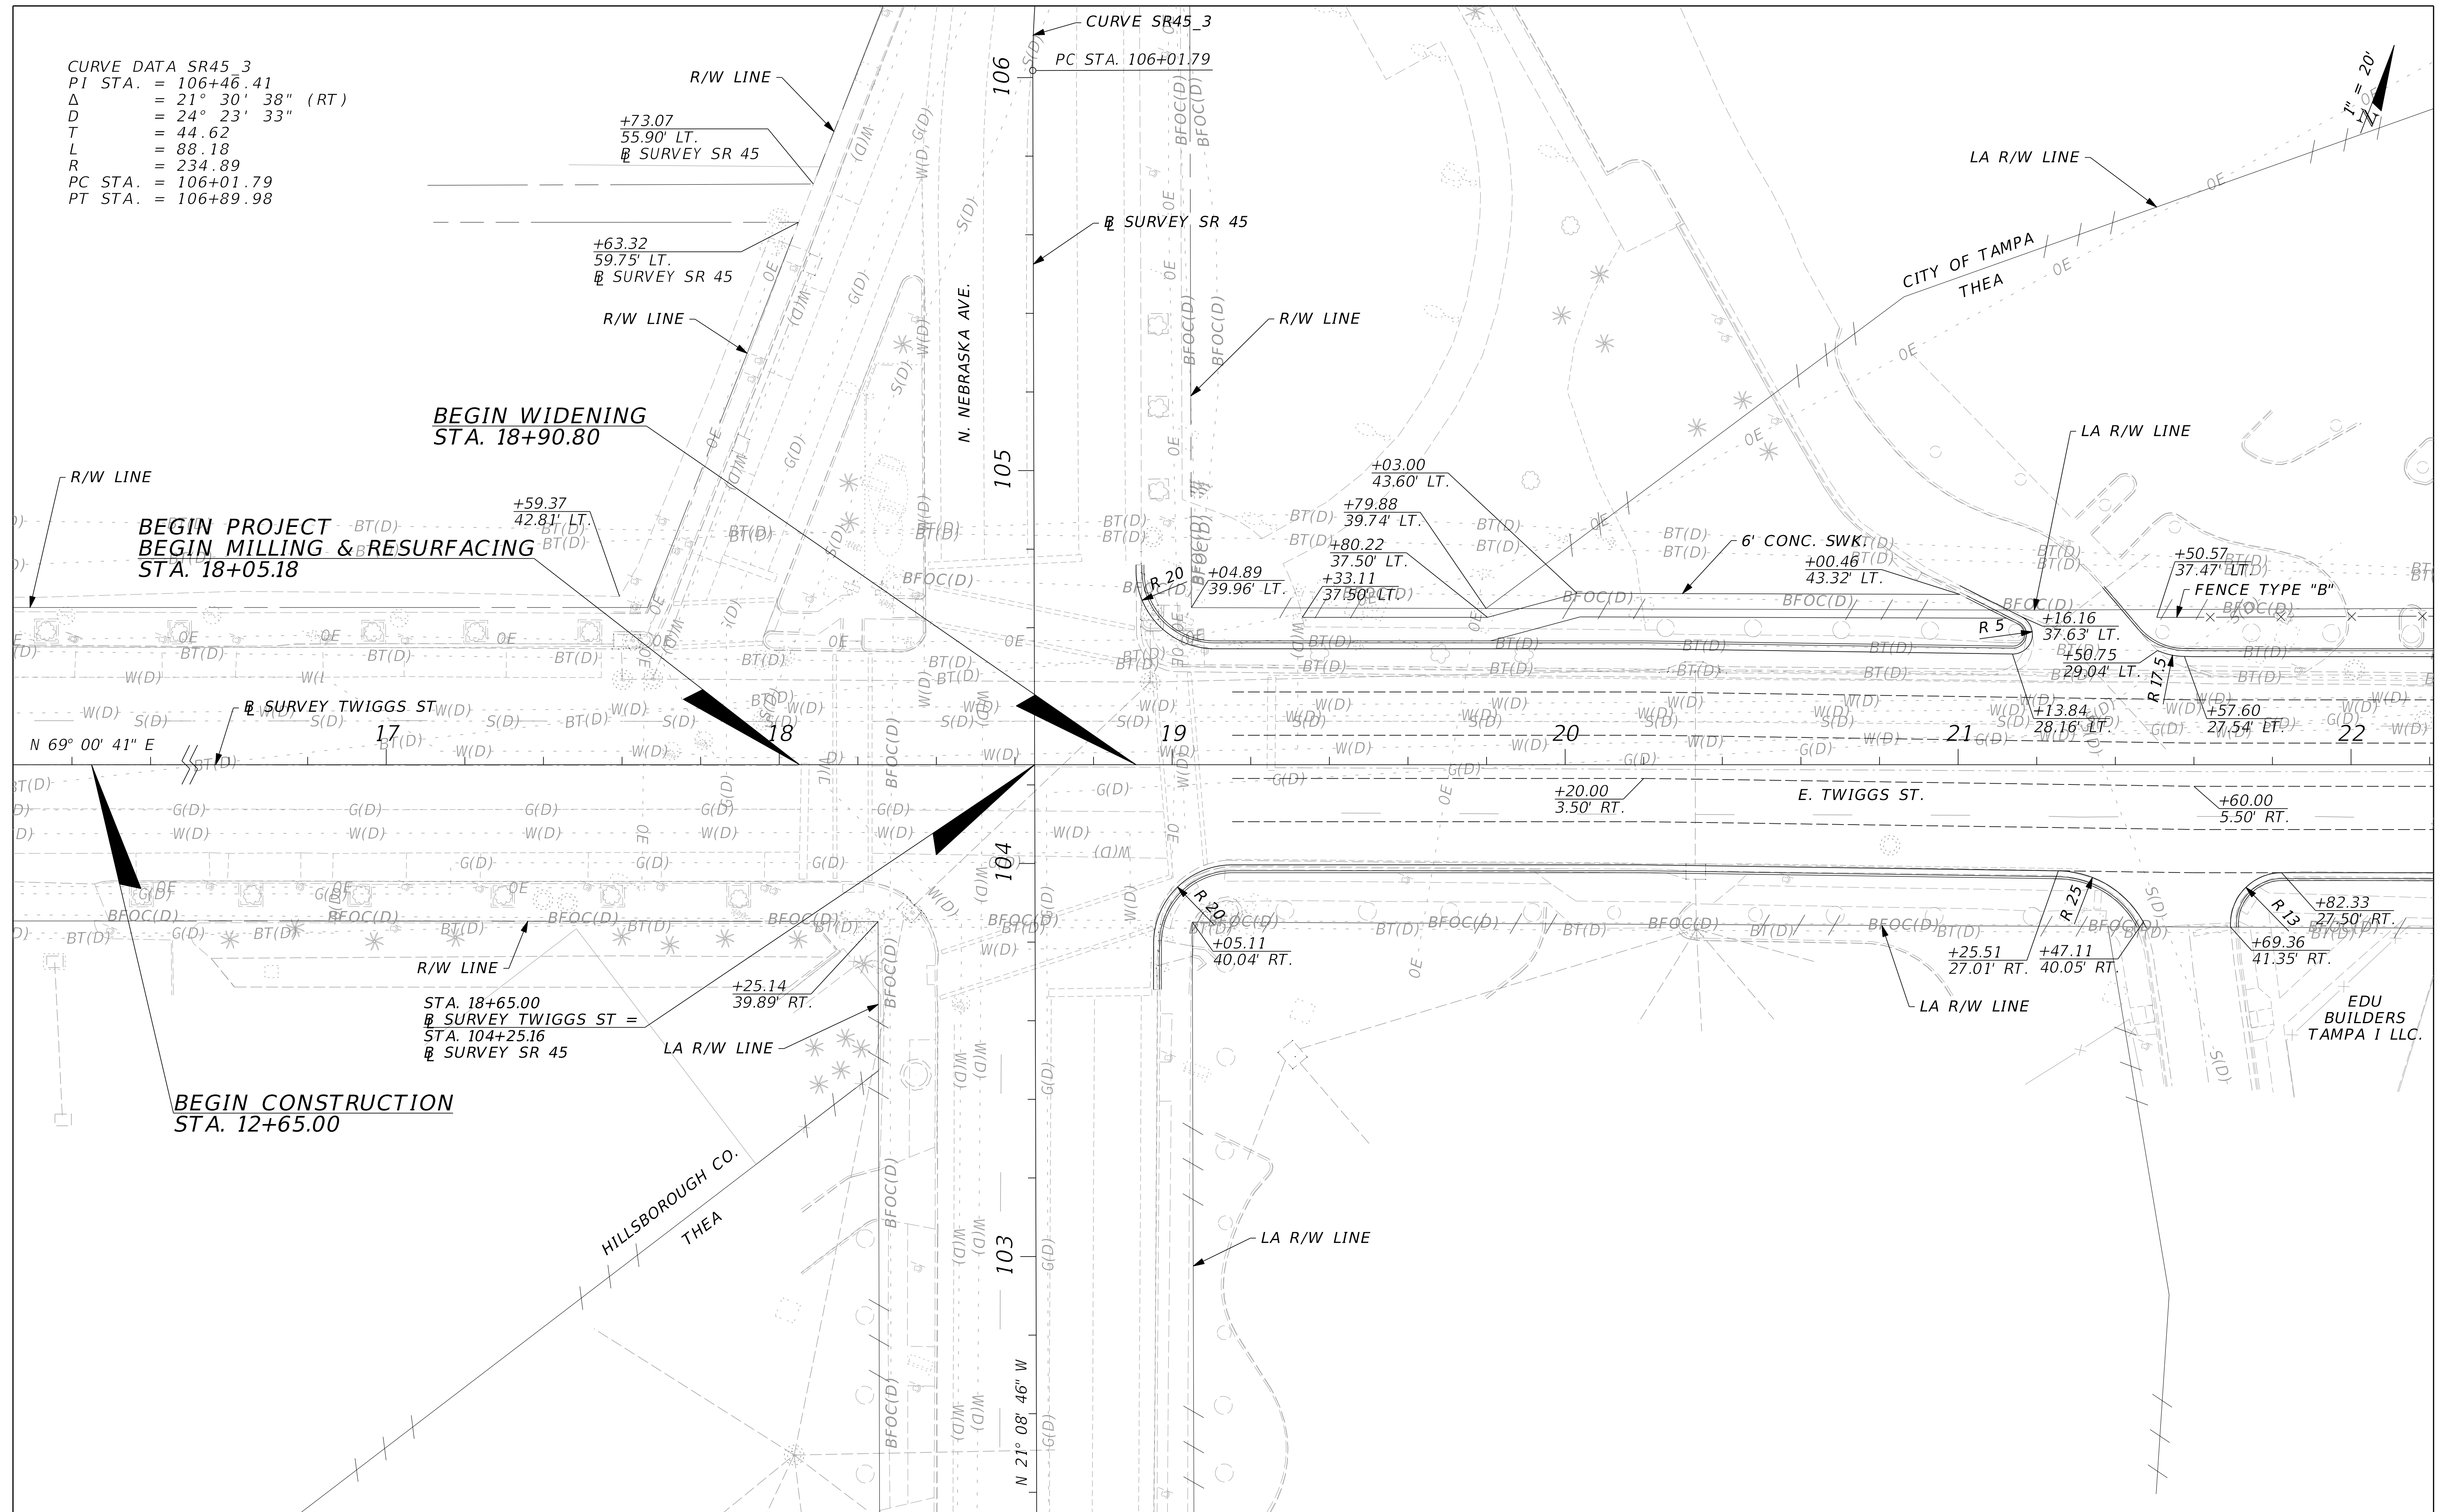 CURVE DATA SR45_3
PI STA. = 106+46.41
Δ = 21° 30' 38" (RT)
D = 24° 23' 33"
T = 44.62
L = 88.18
R = 234.89
PC STA. = 106+01.79
PT STA. = 106+89.98
CURVE SR45_3
PC STA. 106+01.79
106
R/W LINE
+73.07
55.90' LT.
BL SURVEY SR 45
+63.32
59.75' LT.
BL SURVEY SR 45
R/W LINE
BL SURVEY SR 45
N. NEBRASKA AVE.
R/W LINE
1" = 20'
N
LA R/W LINE
CITY OF TAMPA
THEA
LA R/W LINE
BEGIN WIDENING
STA. 18+90.80
105
R/W LINE
+59.37
42.81' LT.
BEGIN PROJECT
BEGIN MILLING & RESURFACING
STA. 18+05.18
+03.00
43.60' LT.
+79.88
39.74' LT.
+80.22
37.50' LT.
+33.11
37.50' LT.
+04.89
39.96' LT.
R 20
6' CONC. SWK.
+00.46
43.32' LT.
+50.57
37.47' LT.
FENCE TYPE "B"
+16.16
37.63' LT.
R 5
+50.75
29.04' LT.
R 17.5
+13.84
28.16' LT.
+57.60
27.54' LT.
BL SURVEY TWIGGS ST
N 69° 00' 41" E
17
18
19
20
21
22
+20.00
3.50' RT.
E. TWIGGS ST.
+60.00
5.50' RT.
104
R 20
+05.11
40.04' RT.
R 25
R 13
+82.33
27.50' RT.
+69.36
41.35' RT.
+25.51
27.01' RT.
+47.11
40.05' RT.
LA R/W LINE
EDU
BUILDERS
TAMPA I LLC.
R/W LINE
+25.14
39.89' RT.
STA. 18+65.00
BL SURVEY TWIGGS ST =
STA. 104+25.16
BL SURVEY SR 45
LA R/W LINE
BEGIN CONSTRUCTION
STA. 12+65.00
HILLSBOROUGH CO.
THEA
103
LA R/W LINE
N 21° 08' 46" W
BT(D)
BFOC(D)
W(D)
S(D)
G(D)
OE